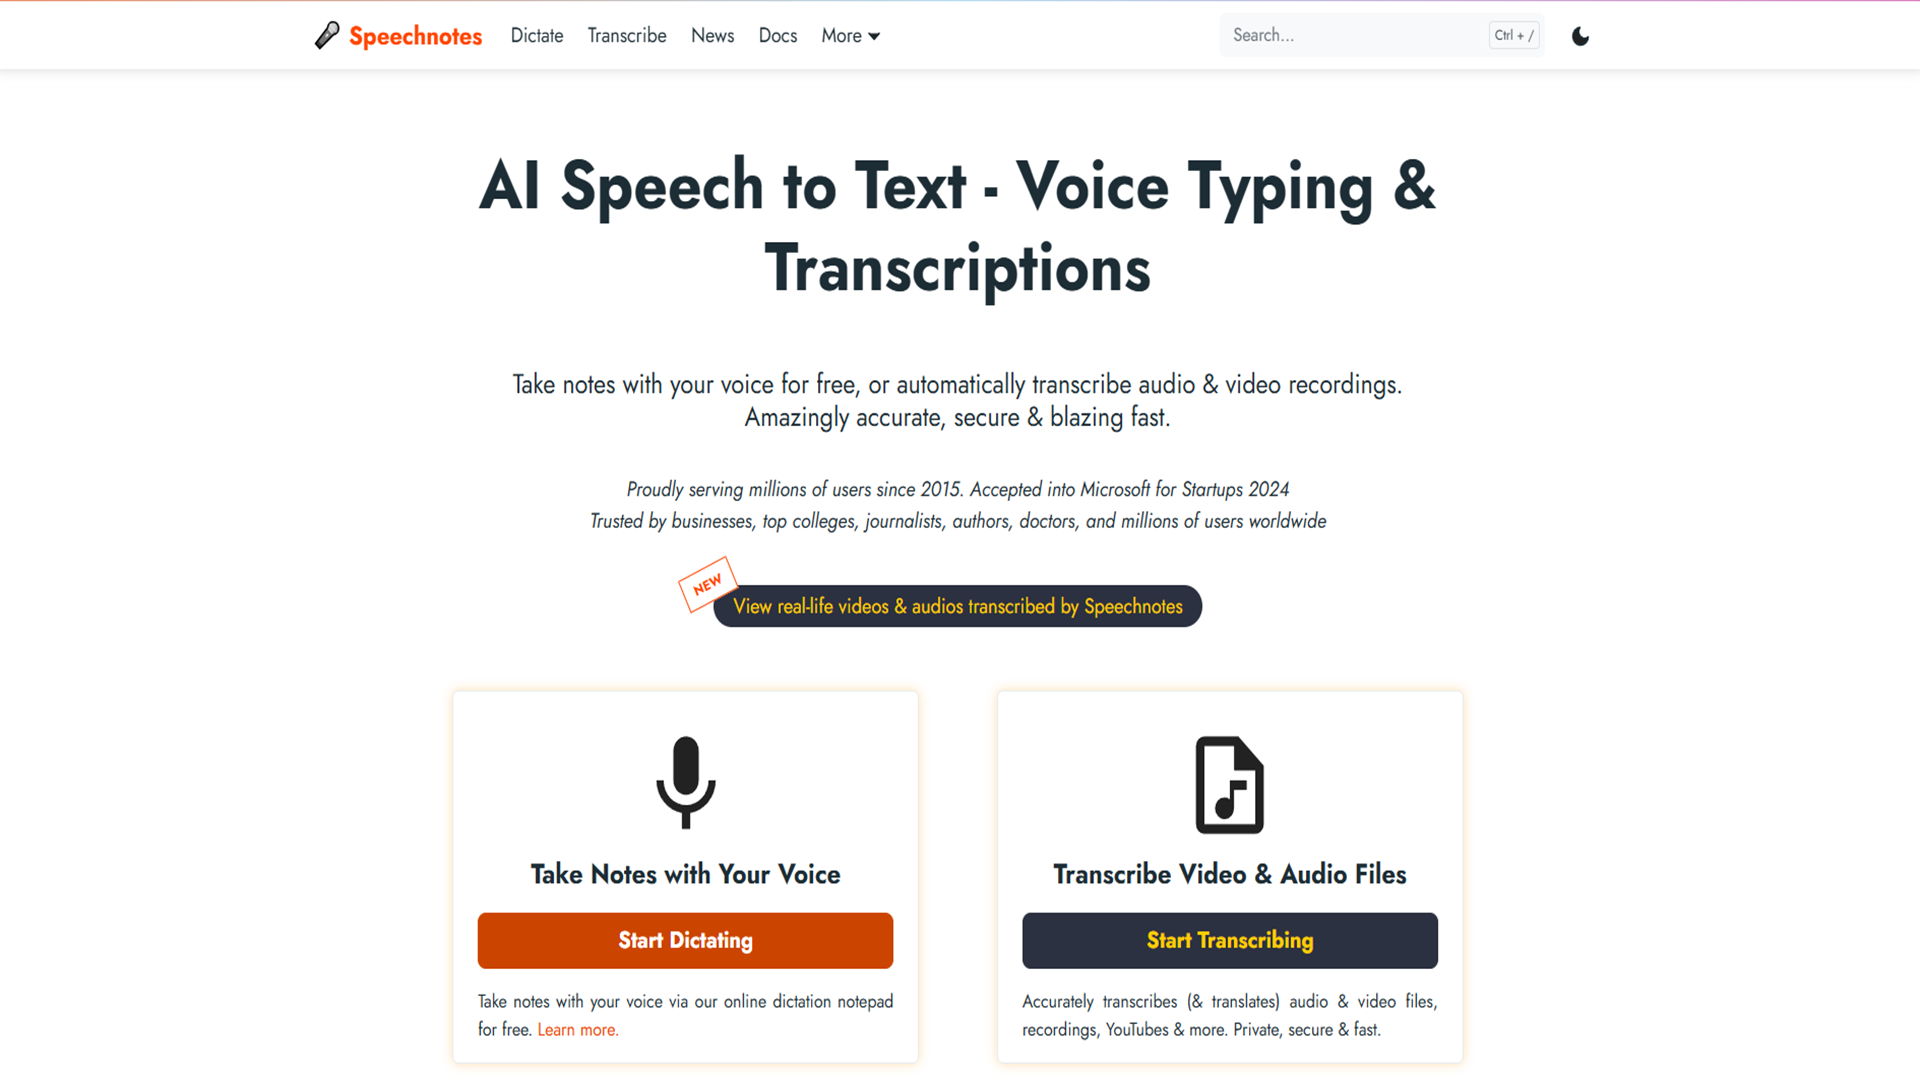 Speechnotes Dictate Transcribe News Docs More Search... Ctrl + /
AI Speech to Text - Voice Typing &
Transcriptions
Take notes with your voice for free, or automatically transcribe audio & video recordings.
Amazingly accurate, secure & blazing fast.
Proudly serving millions of users since 2015. Accepted into Microsoft for Startups 2024
Trusted by businesses, top colleges, journalists, authors, doctors, and millions of users worldwide
NEW
View real-life videos & audios transcribed by Speechnotes
Take Notes with Your Voice
Start Dictating
Take notes with your voice via our online dictation notepad
for free. Learn more.
Transcribe Video & Audio Files
Start Transcribing
Accurately transcribes (& translates) audio & video files,
recordings, YouTubes & more. Private, secure & fast.